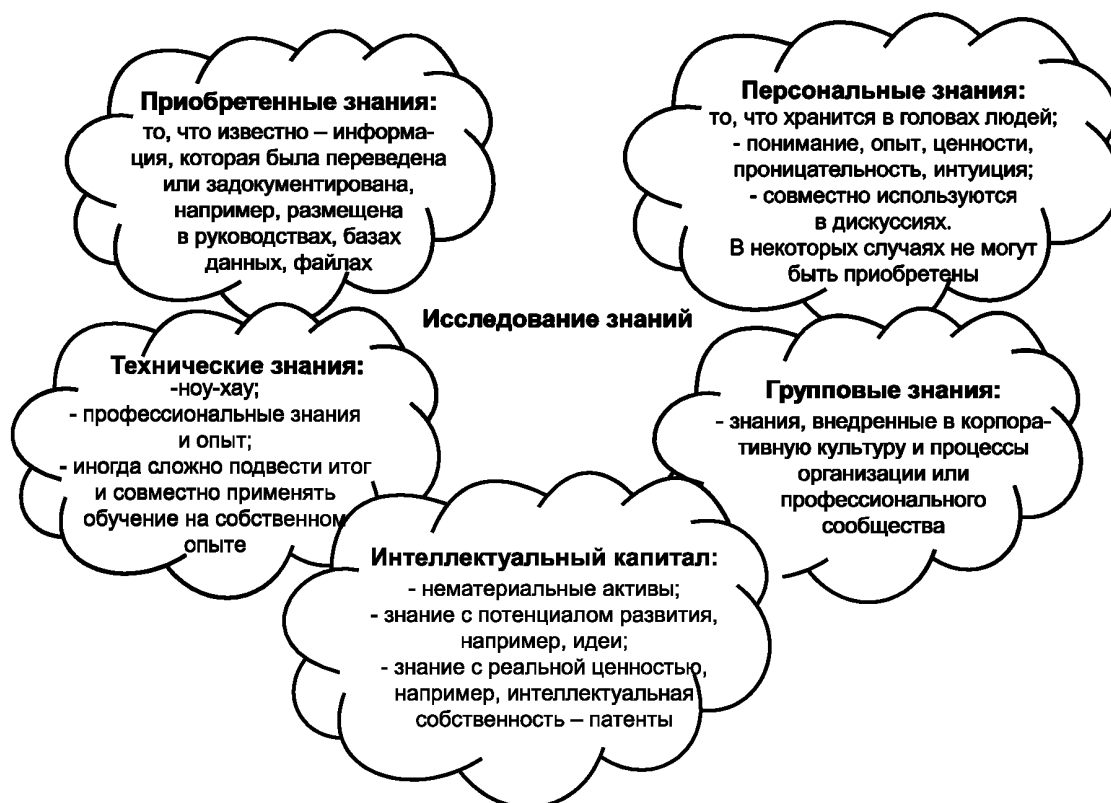 Приобретенные знания:
то, что известно – информа-
ция, которая была переведена
или задокументирована,
например, размещена
в руководствах, базах
данных, файлах
Персональные знания:
то, что хранится в головах людей;
- понимание, опыт, ценности,
проницательность, интуиция;
- совместно используются
в дискуссиях.
В некоторых случаях не могут
быть приобретены
Исследование знаний
Технические знания:
-ноу-хау;
- профессиональные знания
и опыт;
- иногда сложно подвести итог
и совместно применять
обучение на собственном
опыте
Групповые знания:
- знания, внедренные в корпора-
тивную культуру и процессы
организации или
профессионального
сообщества
Интеллектуальный капитал:
- нематериальные активы;
- знание с потенциалом развития,
например, идеи;
- знание с реальной ценностью,
например, интеллектуальная
собственность – патенты